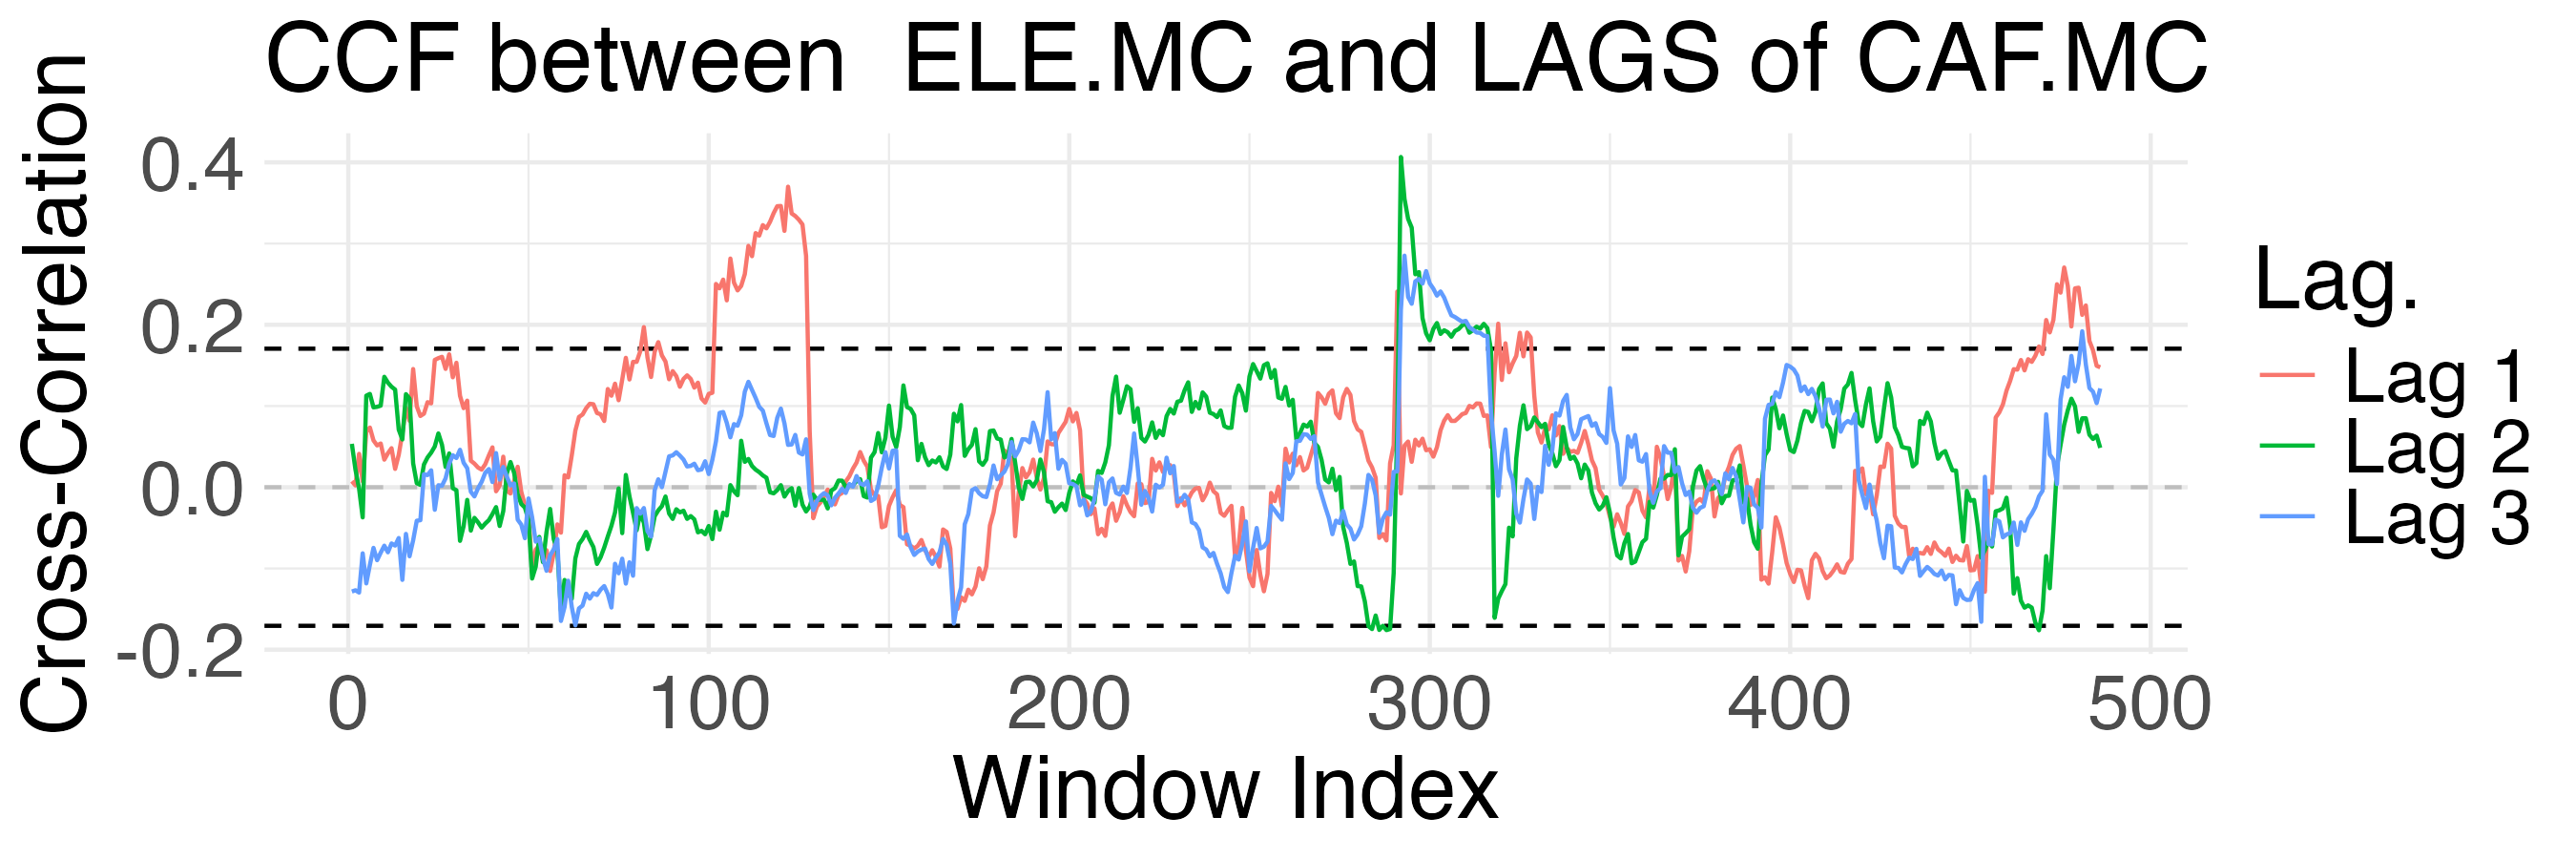 CCF between  ELE.MC and LAGS of CAF.MC
Cross-Correlation
0.4
0.2
0.0
-0.2
0 100 200 300 400 500
Window Index
Lag.
Lag 1
Lag 2
Lag 3